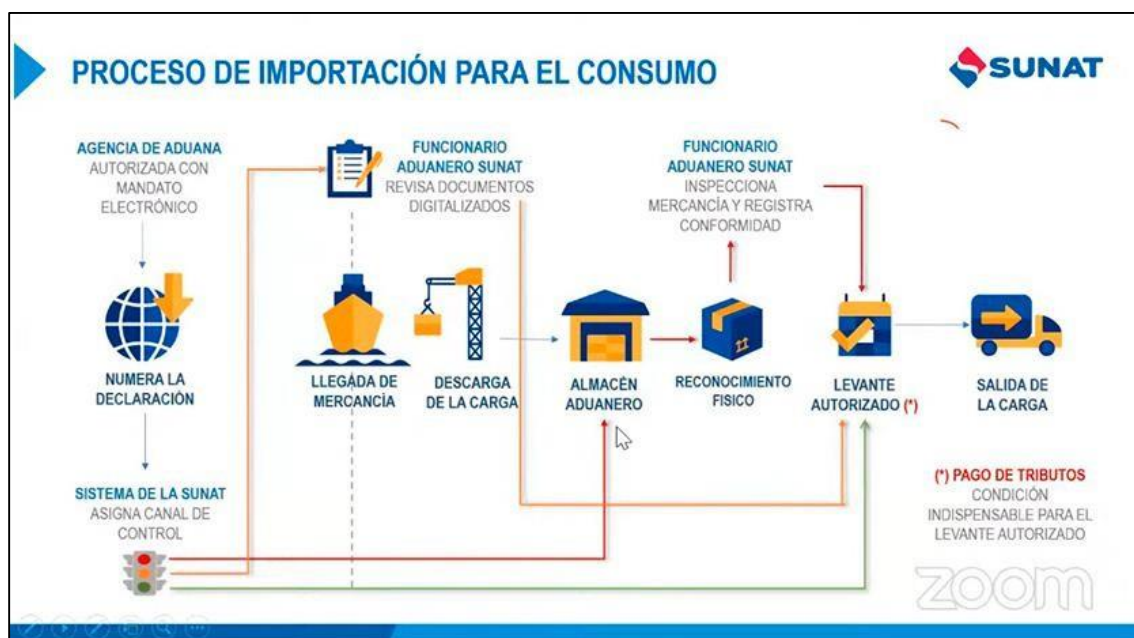 PROCESO DE IMPORTACIÓN PARA EL CONSUMO
SUNAT
AGENCIA DE ADUANA
AUTORIZADA CON
MANDATO
ELECTRÓNICO
NUMERA LA
DECLARACIÓN
SISTEMA DE LA SUNAT
ASIGNA CANAL DE
CONTROL
FUNCIONARIO
ADUANERO SUNAT
REVISA DOCUMENTOS
DIGITALIZADOS
LLEGADA DE
MERCANCÍA
DESCARGA
DE LA CARGA
ALMACÉN
ADUANERO
RECONOCIMIENTO
FISICO
FUNCIONARIO
ADUANERO SUNAT
INSPECCIONA
MERCANCÍA Y REGISTRA
CONFORMIDAD
LEVANTE
AUTORIZADO (*)
SALIDA DE
LA CARGA
(*) PAGO DE TRIBUTOS
CONDICIÓN
INDISPENSABLE PARA EL
LEVANTE AUTORIZADO
zoom